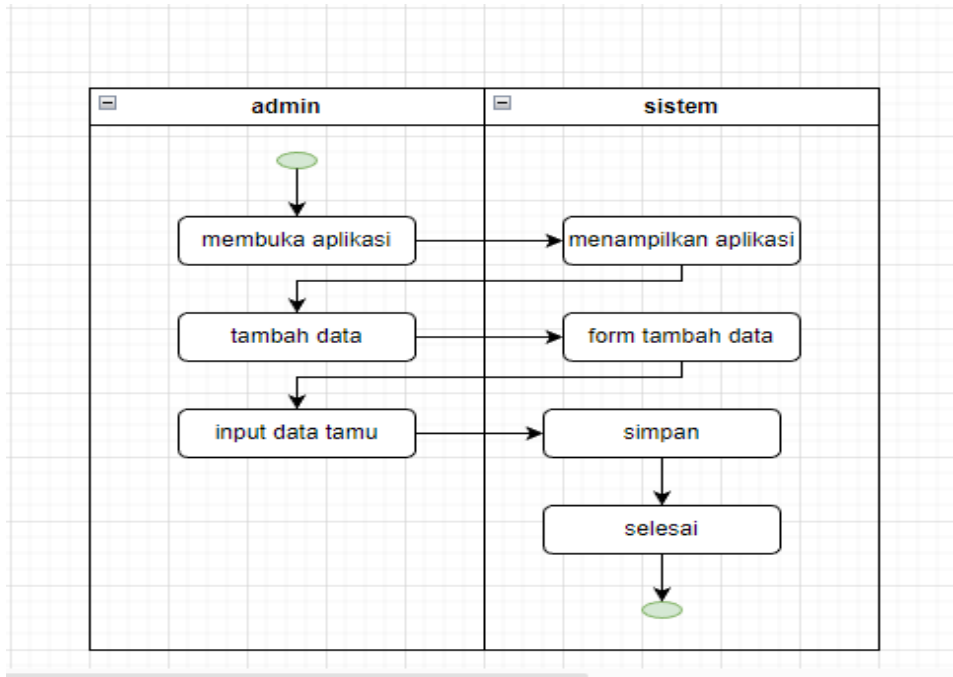 admin
sistem
membuka aplikasi
menampilkan aplikasi
tambah data
form tambah data
input data tamu
simpan
selesai